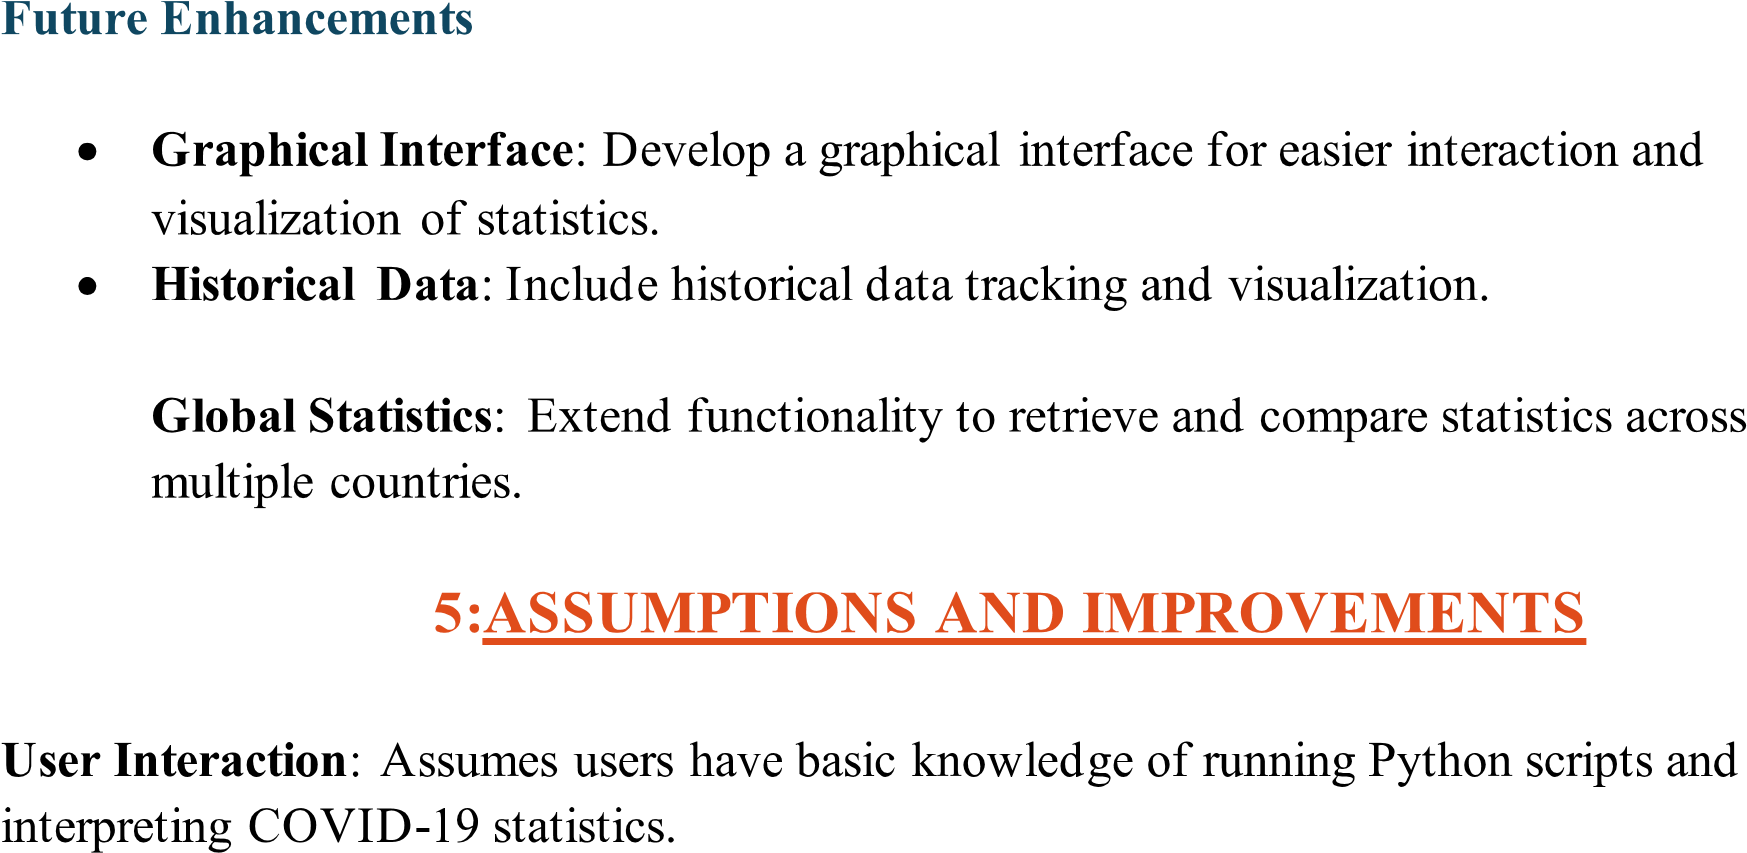 Future Enhancements
• Graphical Interface: Develop a graphical interface for easier interaction and
visualization of statistics.
• Historical Data: Include historical data tracking and visualization.
Global Statistics: Extend functionality to retrieve and compare statistics across
multiple countries.
5:ASSUMPTIONS AND IMPROVEMENTS
User Interaction: Assumes users have basic knowledge of running Python scripts and
interpreting COVID-19 statistics.